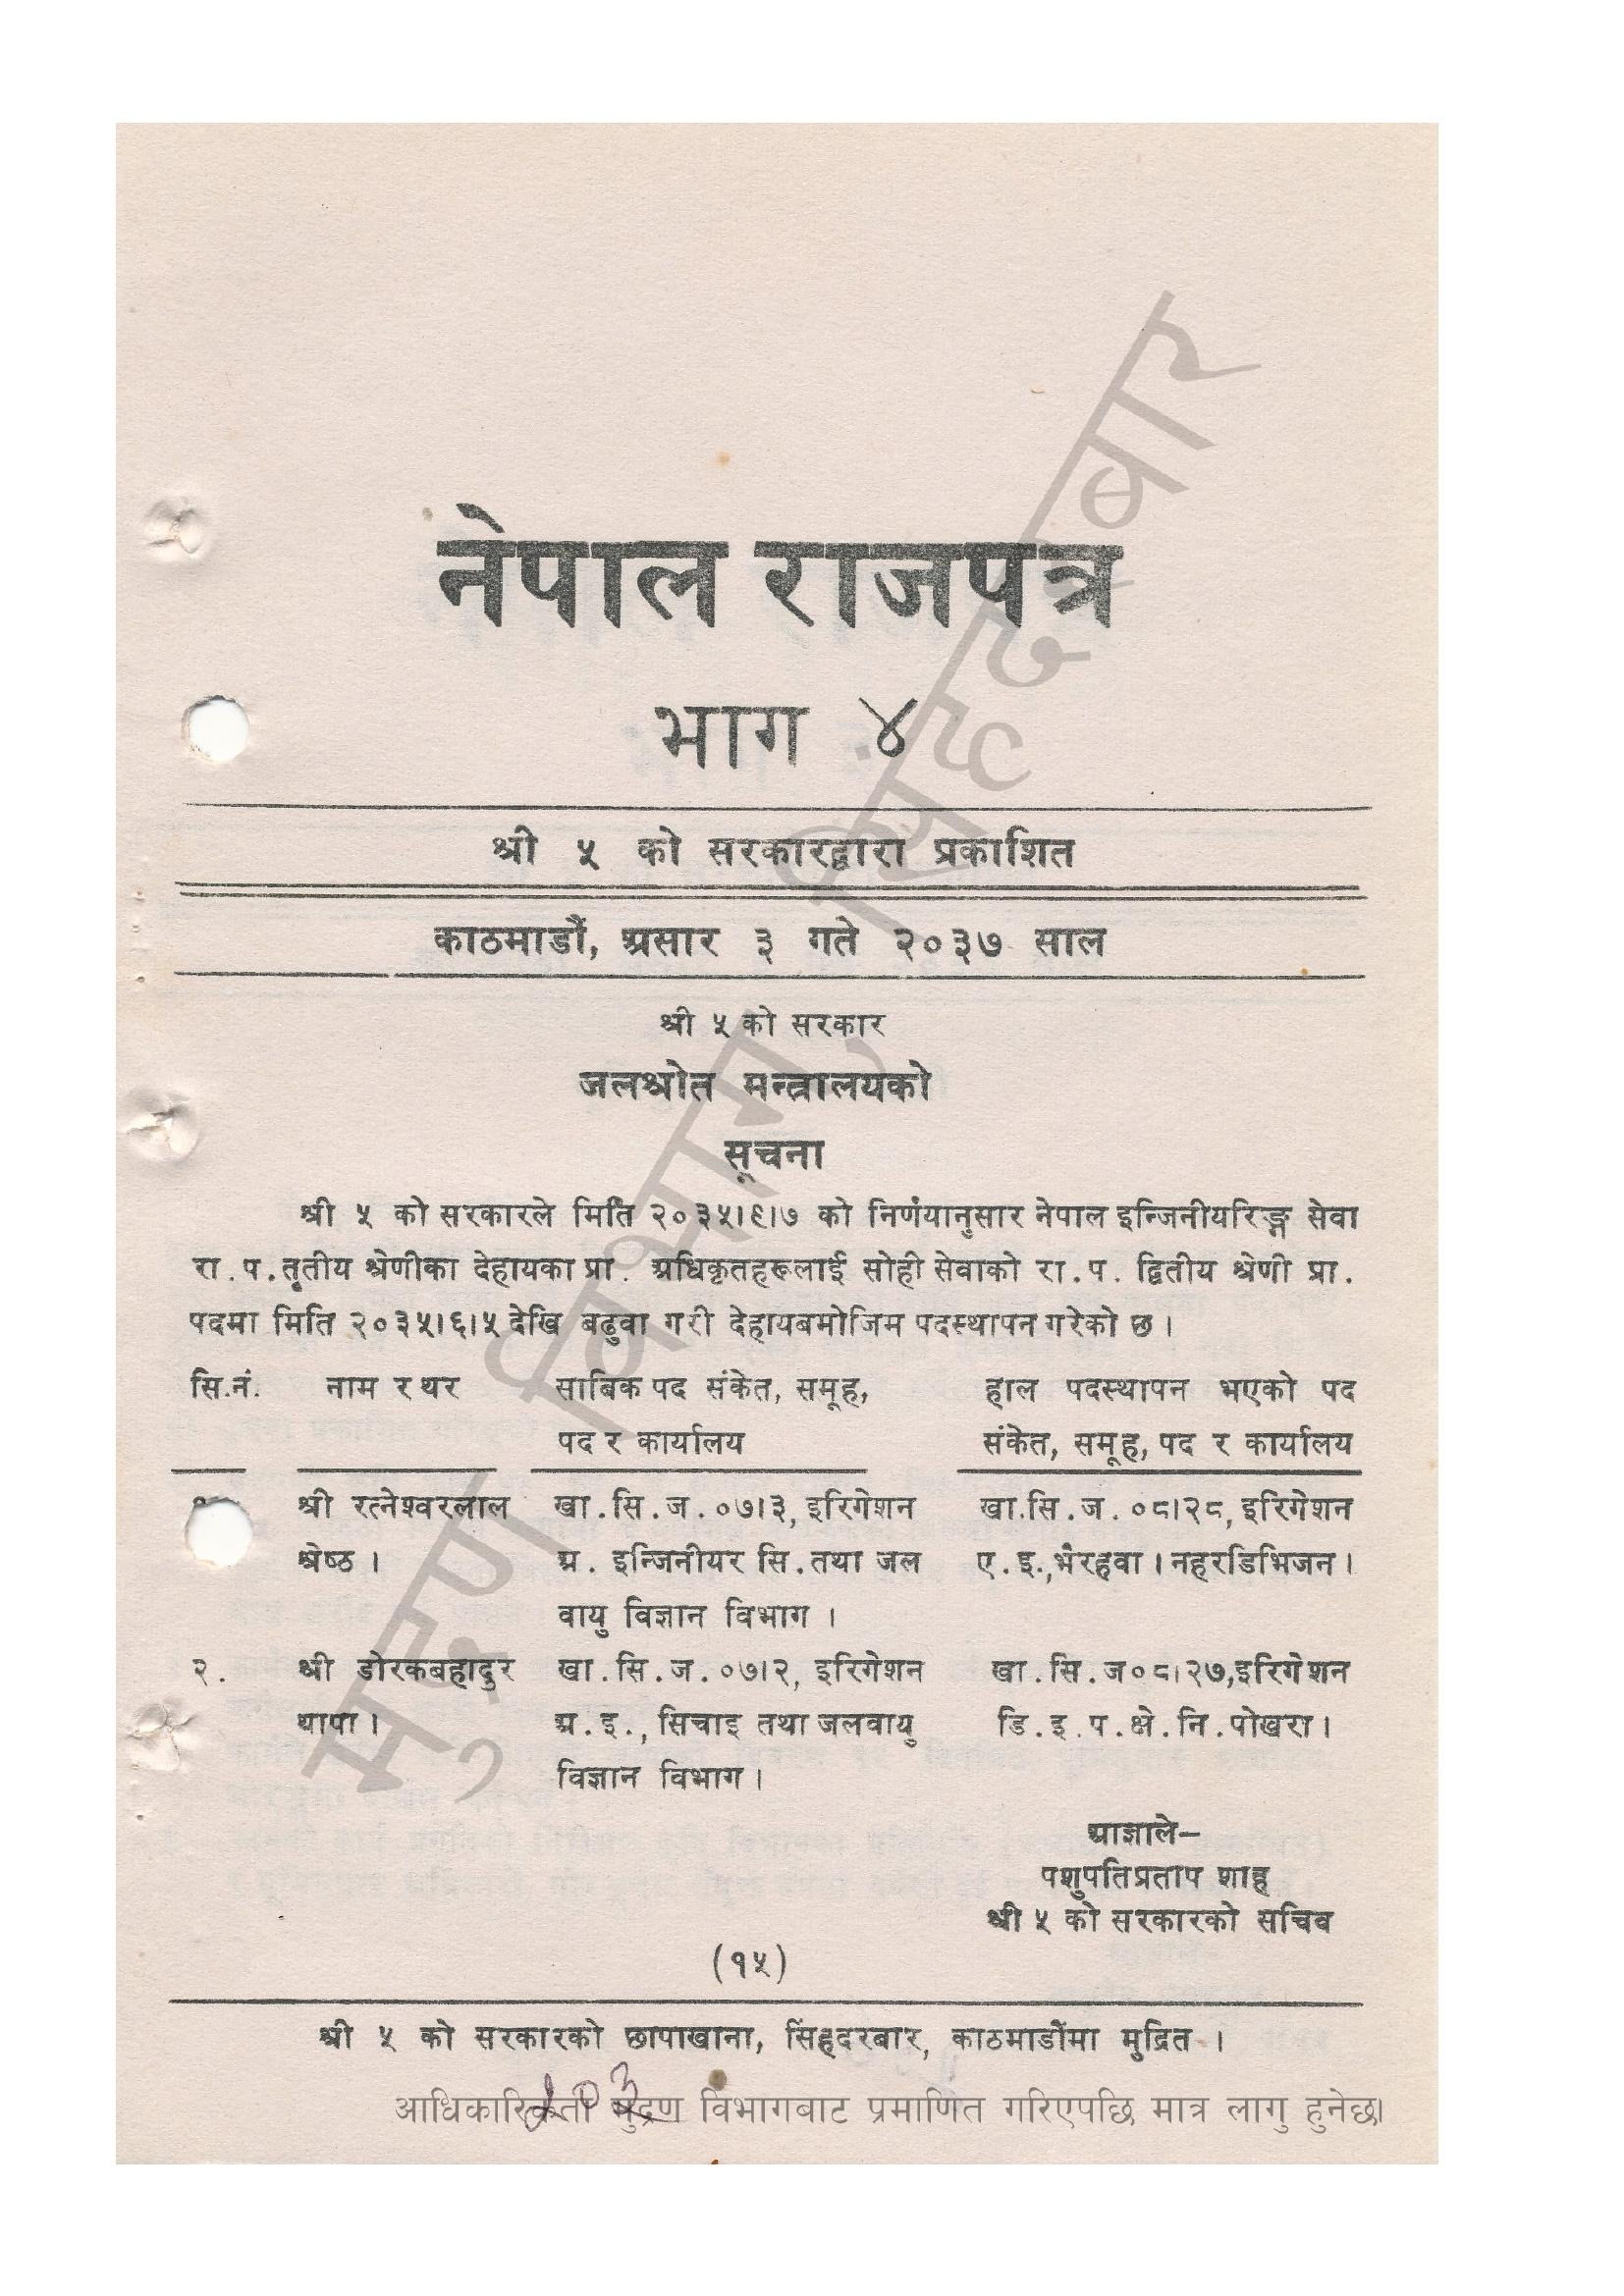 नेपाल राजपत्र
भाग ४
श्री ५ को सरकारद्वारा प्रकाशित
काठमाडौं, असार ३ गते २०३७ साल
श्री ५ को सरकार
जलश्रोत मन्त्रालयको
सूचना
श्री ५ को सरकारले मिति २०३५।९।७ को निर्णयानुसार नेपाल इन्जिनीयरिङ्ग सेवा
रा.प.तृतीय श्रेणीका देहायका प्रा. अधिकृतहरूलाई सोही सेवाको रा.प. द्वितीय श्रेणी प्रा.
पदमा मिति २०३५।६।५ देखि बढुवा गरी देहायबमोजिम पदस्थापन गरेको छ।
सि.नं. नाम र थर साबिक पद संकेत, समूह, हाल पदस्थापन भएको पद
पद र कार्यालय संकेत, समूह, पद र कार्यालय
श्री रत्नेश्वरलाल खा.सि.ज.०७।३, इरिगेशन खा.सि.ज. ०८।२८, इरिगेशन
श्रेष्ठ। अ. इन्जिनीयर सि.तथा जल ए.इ.,भैरहवा। नहरडिभिजन।
वायु विज्ञान विभाग।
२. श्री डोरकबहादुर खा.सि.ज.०७।२, इरिगेशन खा.सि.ज०८।२७,इरिगेशन
थापा। अ.इ., सिचाइ तथा जलवायु डि.इ.प.क्षे.नि.पोखरा।
विज्ञान विभाग।
आज्ञाले–
पशुपतिप्रताप शाह
श्री ५ को सरकारको सचिव
(१५)
श्री ५ को सरकारको छापाखाना, सिंहदरबार, काठमाडौंमा मुद्रित।
२०३
आधिकारिकता मुद्रण विभागबाट प्रमाणित गरिएपछि मात्र लागु हुनेछ।
मुद्रण विभाग, सिंहदरबार